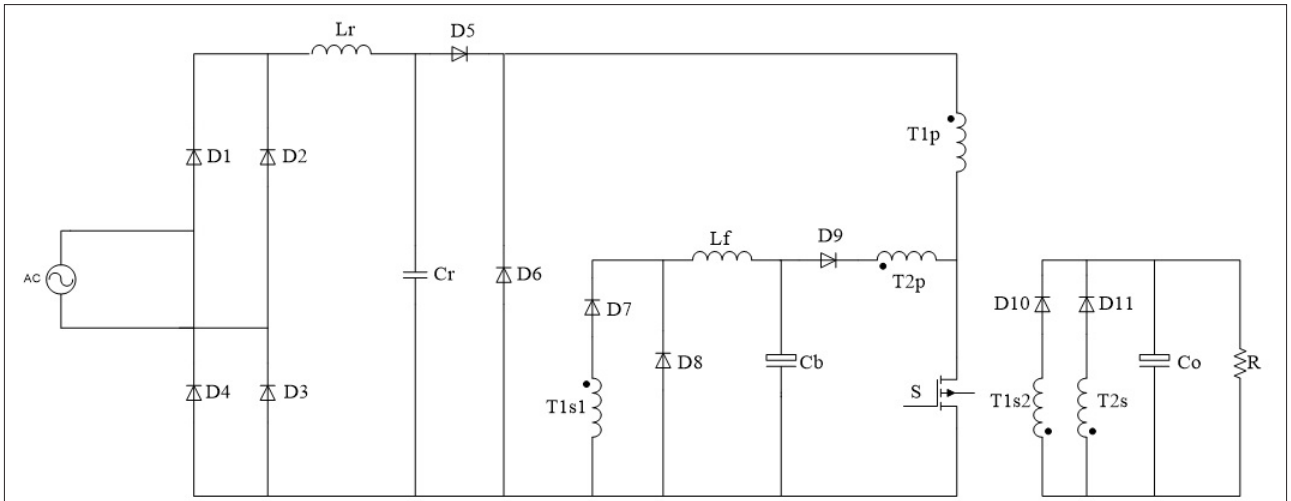 Lr
D5
T1p
D1
D2
Lf
D9
AC
Cr
D6
T2p
D7
D10
D11
D8
Cb
Co
R
D4
D3
T1s1
S
T1s2
T2s